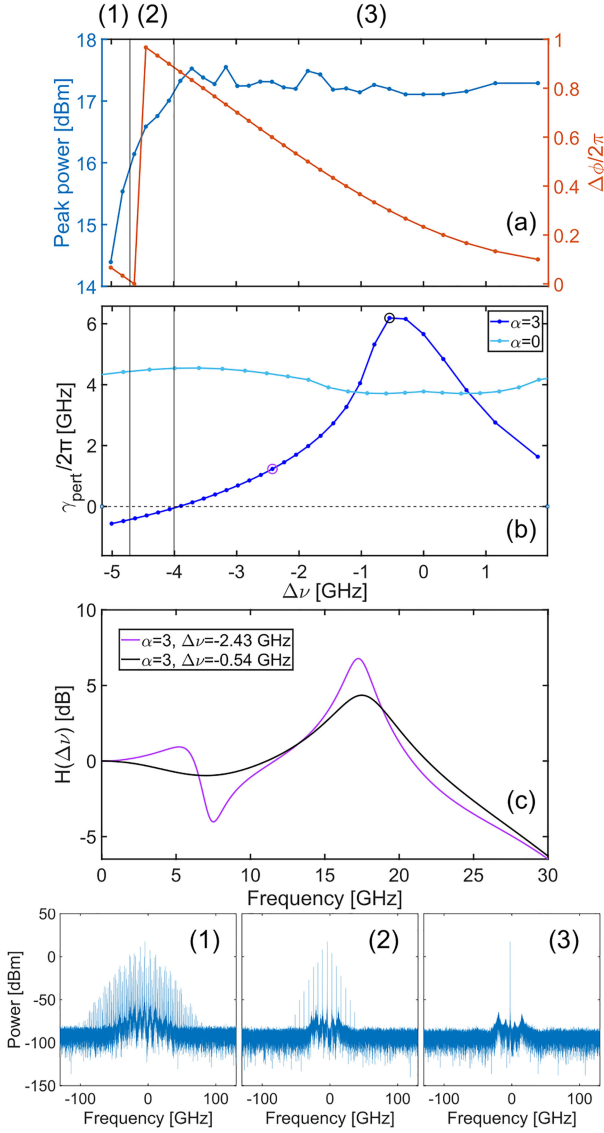 (1) (2) (3)
18
17
16
15
14
Peak power [dBm]
1
0.8
0.6
0.4
0.2
0
Δϕ/2π
(a)
6
4
2
0
γpert/2π [GHz]
α=3
α=0
(b)
-5 -4 -3 -2 -1 0 1
Δν [GHz]
10
5
0
-5
H(Δν) [dB]
α=3, Δν=-2.43 GHz
α=3, Δν=-0.54 GHz
(c)
0 5 10 15 20 25 30
Frequency [GHz]
50
0
-50
-100
-150
Power [dBm]
(1) (2) (3)
-100 0 100 -100 0 100 -100 0 100
Frequency [GHz] Frequency [GHz] Frequency [GHz]